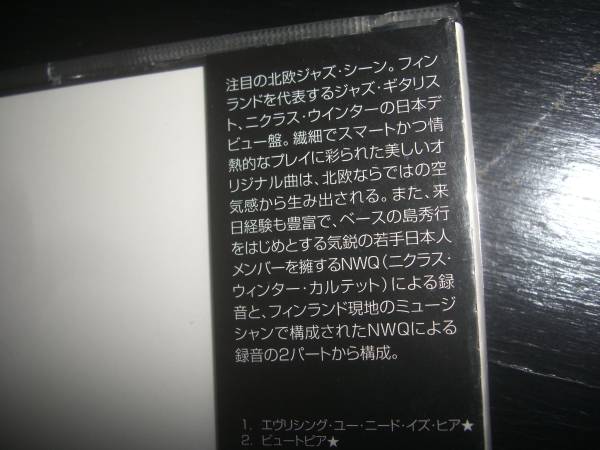 注目の北欧ジャズ・シーン。フィン
ランドを代表するジャズ・ギタリス
ト、ニクラス・ウインターの日本デ
ビュー盤。繊細でスマートかつ情
熱的なプレイに彩られた美しいオ
リジナル曲は、北欧ならではの空
気感から生み出される。また、来
日経験も豊富で、ベースの島秀行
をはじめとする気鋭の若手日本人
メンバーを擁するNWQ（ニクラス・
ウィンター・カルテット）による録
音と、フィンランド現地のミュージ
シャンで構成されたNWQによる
録音の2パートから構成。
1. エヴリシング・ユー・ニード・イズ・ヒア★
2. ビュートピア★